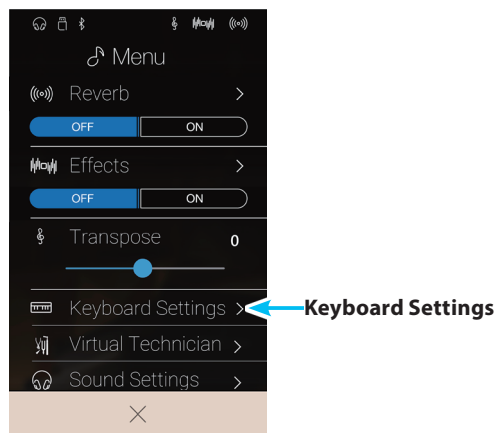 Menu
Reverb
OFF ON
Effects
OFF ON
Transpose 0
Keyboard Settings
Keyboard Settings
Virtual Technician
Sound Settings